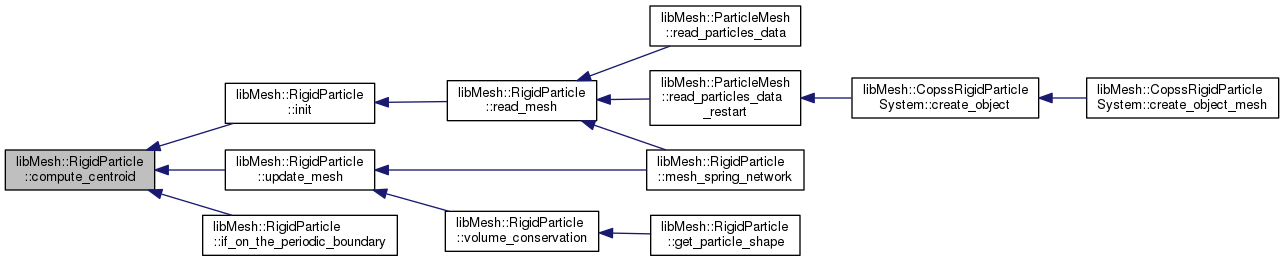 libMesh::RigidParticle
::compute_centroid
libMesh::RigidParticle
::init
libMesh::RigidParticle
::read_mesh
libMesh::ParticleMesh
::read_particles_data
libMesh::ParticleMesh
::read_particles_data
_restart
libMesh::CopssRigidParticle
System::create_object
libMesh::CopssRigidParticle
System::create_object_mesh
libMesh::RigidParticle
::mesh_spring_network
libMesh::RigidParticle
::update_mesh
libMesh::RigidParticle
::volume_conservation
libMesh::RigidParticle
::get_particle_shape
libMesh::RigidParticle
::if_on_the_periodic_boundary